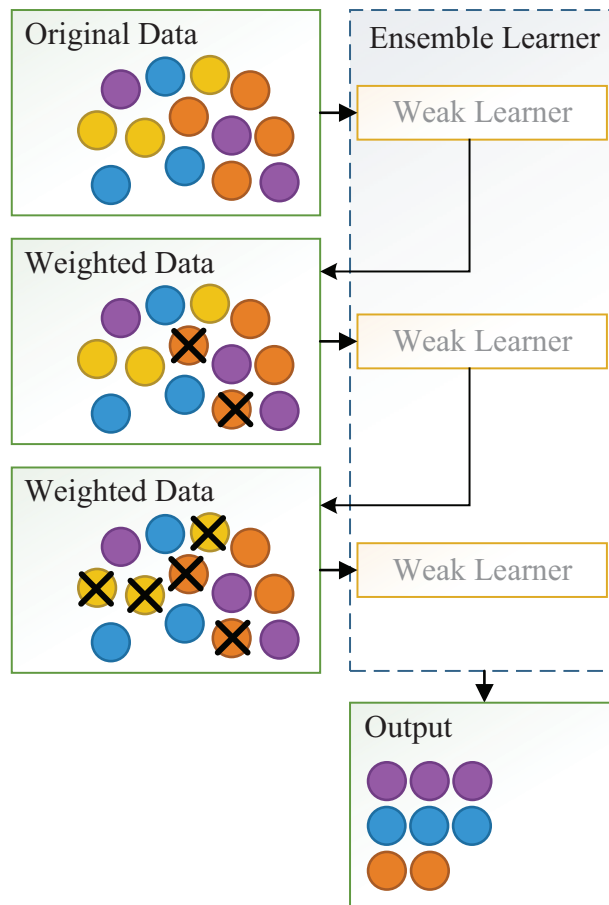 Original Data
Ensemble Learner
Weak Learner
Weighted Data
Weak Learner
Weighted Data
Weak Learner
Output